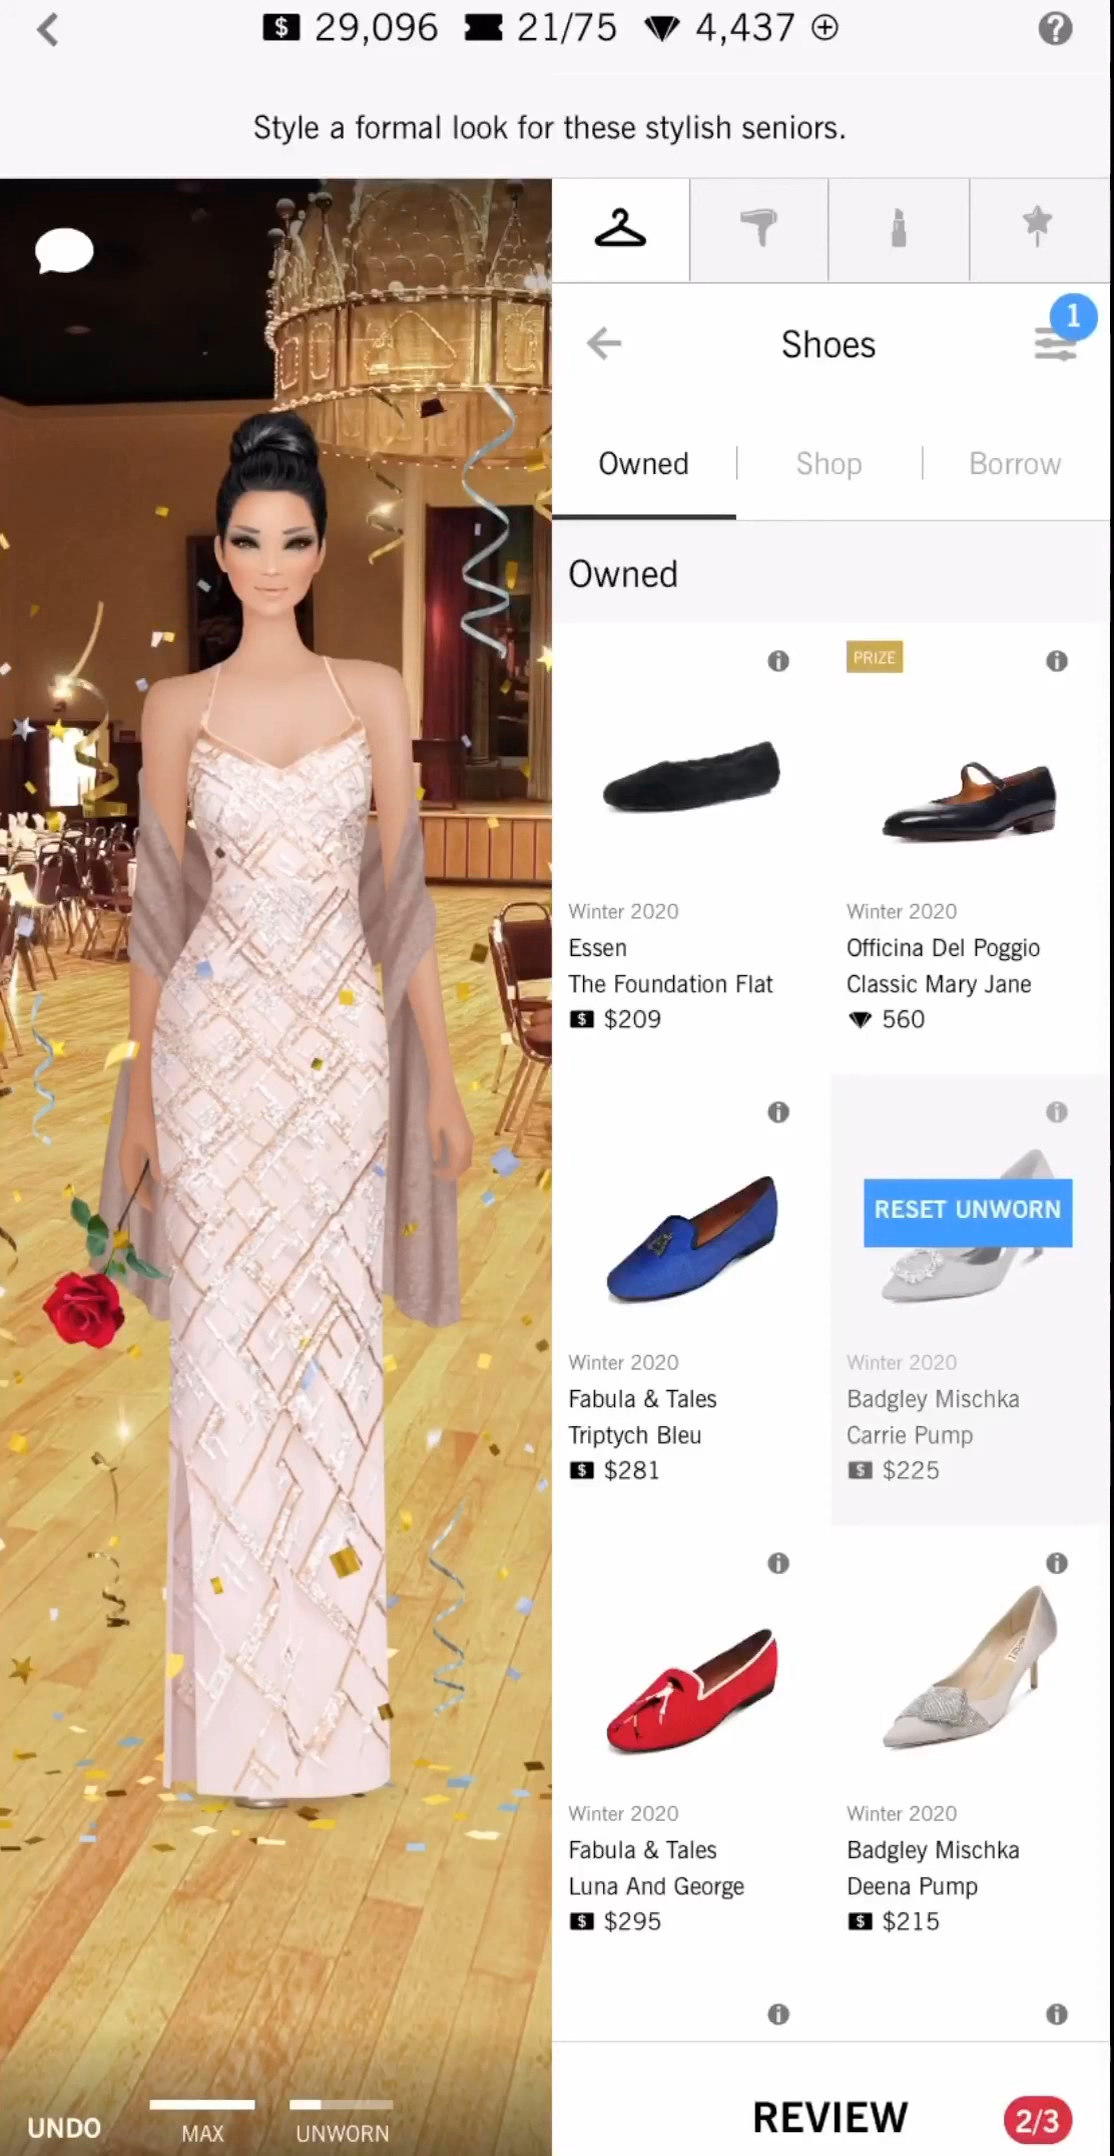 $ 29,096 21/75 4,437 + ?
Style a formal look for these stylish seniors.
Shoes
1
Owned
Shop
Borrow
Owned
Winter 2020
Essen
The Foundation Flat
$ $209
PRIZE
Winter 2020
Officina Del Poggio
Classic Mary Jane
560
Winter 2020
Fabula & Tales
Triptych Bleu
$ $281
RESET UNWORN
Winter 2020
Badgley Mischka
Carrie Pump
$ $225
Winter 2020
Fabula & Tales
Luna And George
$ $295
Winter 2020
Badgley Mischka
Deena Pump
$ $215
UNDO
MAX
UNWORN
REVIEW
2/3